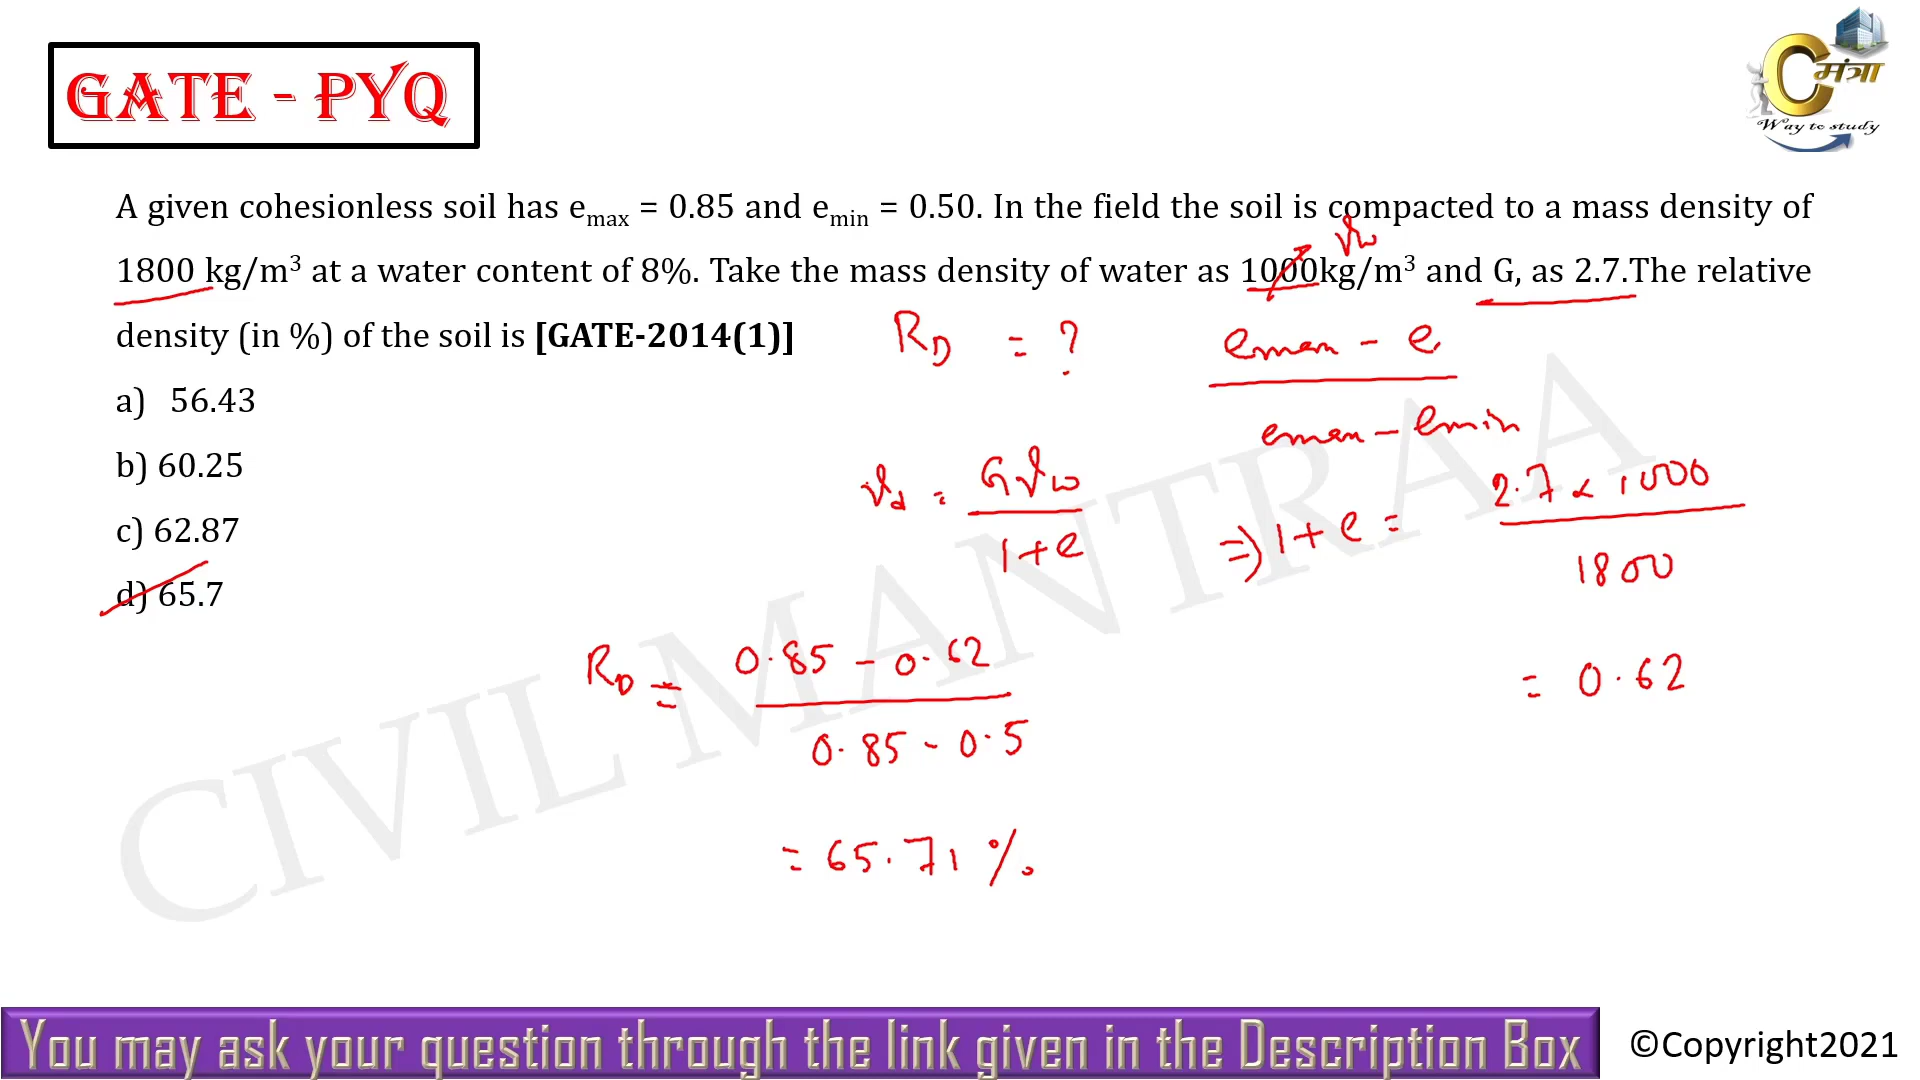 GATE - PYQ
C मंत्रा
Way to study
A given cohesionless soil has emax = 0.85 and emin = 0.50. In the field the soil is compacted to a mass density of
1800 kg/m³ at a water content of 8%. Take the mass density of water as 1000kg/m³ and G, as 2.7.The relative
density (in %) of the soil is [GATE-2014(1)]
a) 56.43
b) 60.25
c) 62.87
d) 65.7
γw
RD = ?
emax - e
emax - emin
γd = Gγw
1+e
⇒ 1+e = 2.7 × 1000
1800
= 0.62
RD = 0.85 - 0.62
0.85 - 0.5
= 65.71 %
CIVIL MANTRAA
You may ask your question through the link given in the Description Box
©Copyright2021